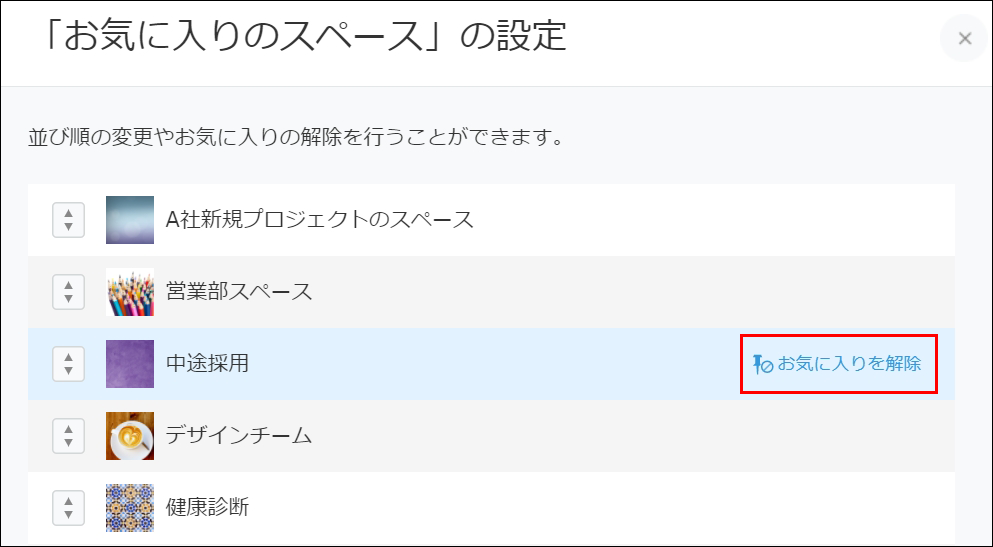 「お気に入りのスペース」の設定
並び順の変更やお気に入りの解除を行うことができます。
A社新規プロジェクトのスペース
営業部スペース
中途採用
お気に入りを解除
デザインチーム
健康診断